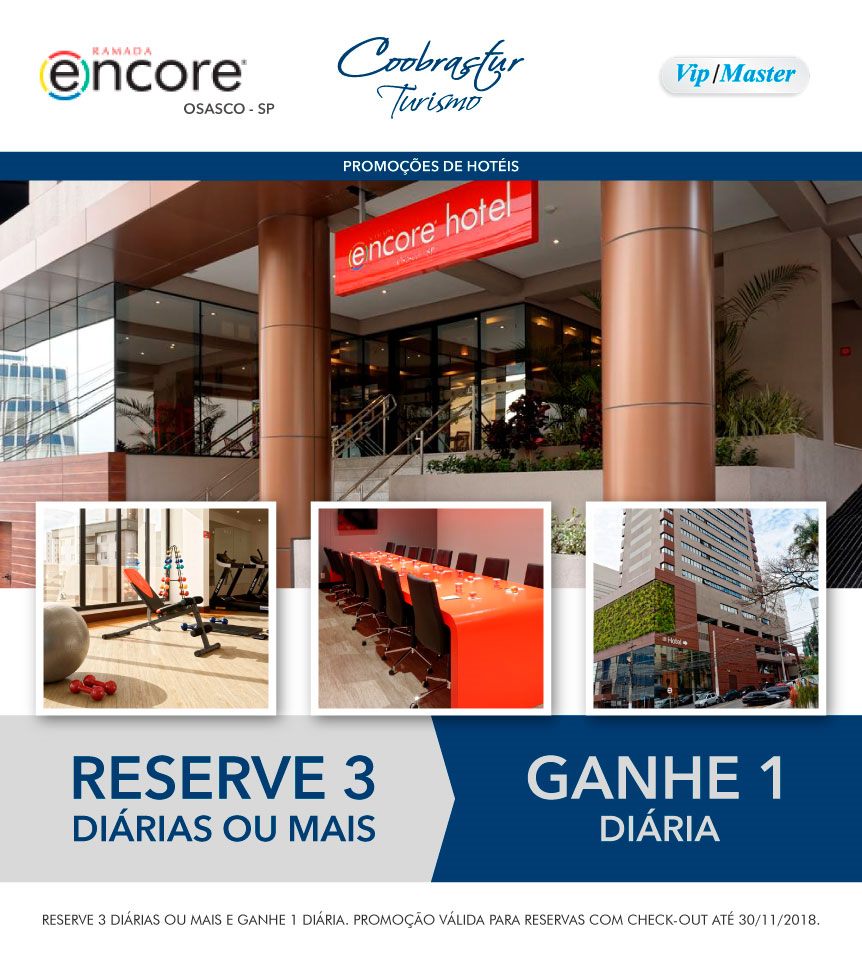 RAMADA
encore
OSASCO - SP
Coobrastur
Turismo
Vip/Master
PROMOÇÕES DE HOTÉIS
encore hotel
RESERVE 3
DIÁRIAS OU MAIS
GANHE 1
DIÁRIA
Hotel
RESERVE 3 DIÁRIAS OU MAIS E GANHE 1 DIÁRIA. PROMOÇÃO VÁLIDA PARA RESERVAS COM CHECK-OUT ATÉ 30/11/2018.